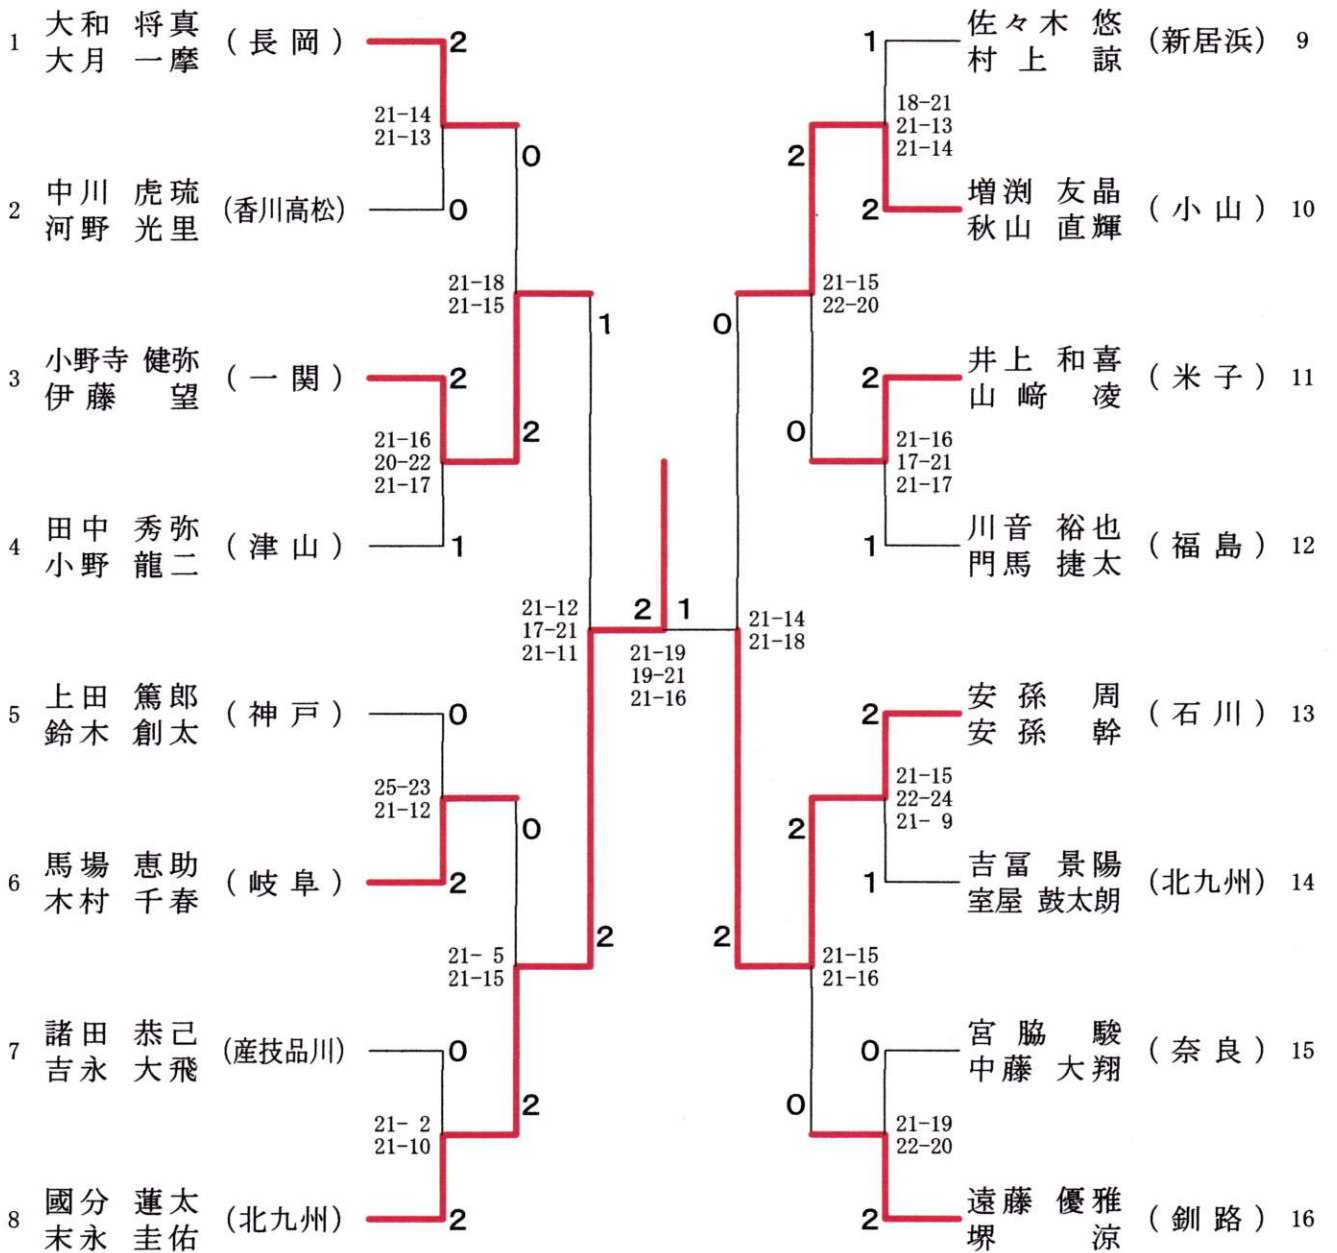 1 大和 将真 (長岡) 2
大月 一摩
21-14
21-13
0
2 中川 虎琉 (香川高松) 0
河野 光里
21-18
21-15
1
3 小野寺 健弥 (一関) 2
伊藤 望
21-16
20-22
21-17
2
4 田中 秀弥 (津山) 1
小野 龍二
21-12
17-21
21-11
5 上田 篤郎 (神戸) 0
鈴木 創太
25-23
21-12
0
6 馬場 恵助 (岐阜) 2
木村 千春
21- 5
21-15
2
7 諸田 恭己 (産技品川) 0
吉永 大飛
21- 2
21-10
2
8 國分 蓮太 (北九州) 2
末永 圭佑
2 1
21-19
19-21
21-16
1 佐々木 悠 (新居浜) 9
村上 諒
18-21
21-13
21-14
2
2 増渕 友晶 (小山) 10
秋山 直輝
21-15
22-20
0
2 井上 和喜 (米子) 11
山﨑 凌
0
21-16
17-21
21-17
1 川音 裕也 (福島) 12
門馬 捷太
21-14
21-18
2 安孫 周 (石川) 13
安孫 幹
21-15
22-24
21- 9
2
1 吉冨 景陽 (北九州) 14
室屋 鼓太朗
2
21-15
21-16
0 宮脇 駿 (奈良) 15
中藤 大翔
0
21-19
22-20
2 遠藤 優雅 (釧路) 16
堺 涼